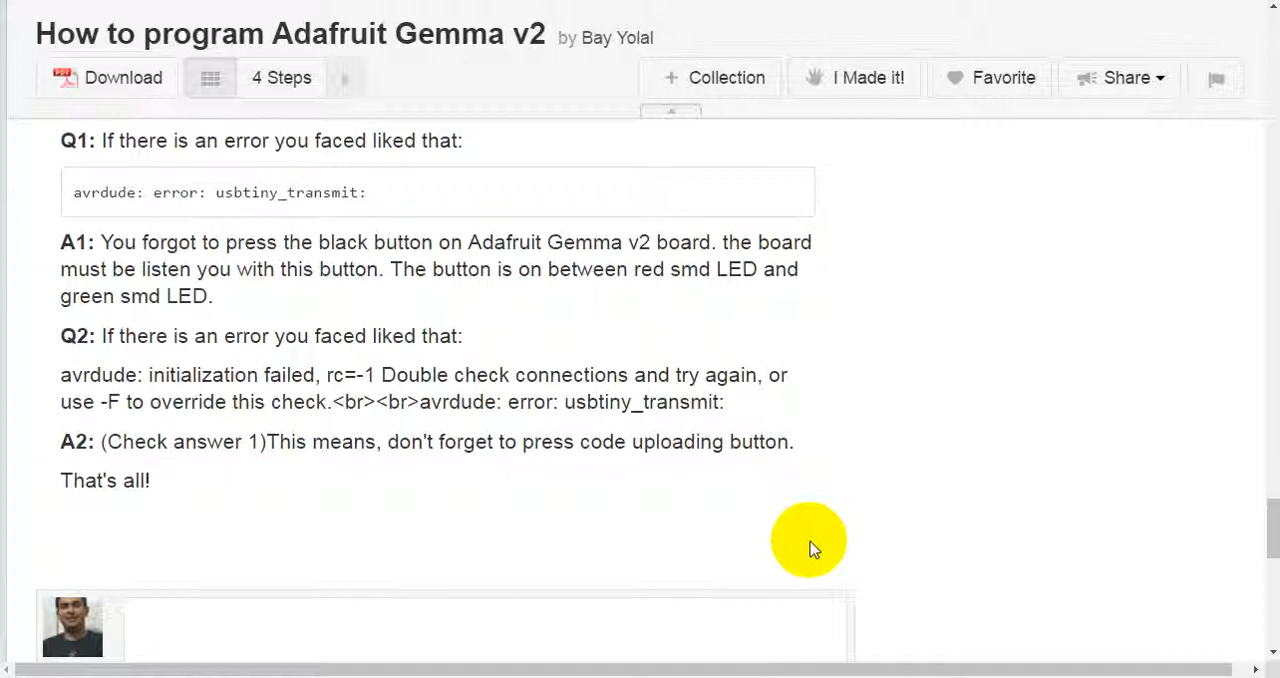 How to program Adafruit Gemma v2 by Bay Yolal
PDF Download 4 Steps + Collection I Made it! Favorite Share
Q1: If there is an error you faced liked that:
avrdude: error: usbtiny_transmit:
A1: You forgot to press the black button on Adafruit Gemma v2 board. the board
must be listen you with this button. The button is on between red smd LED and
green smd LED.
Q2: If there is an error you faced liked that:
avrdude: initialization failed, rc=-1 Double check connections and try again, or
use -F to override this check.<br><br>avrdude: error: usbtiny_transmit:
A2: (Check answer 1)This means, don't forget to press code uploading button.
That's all!